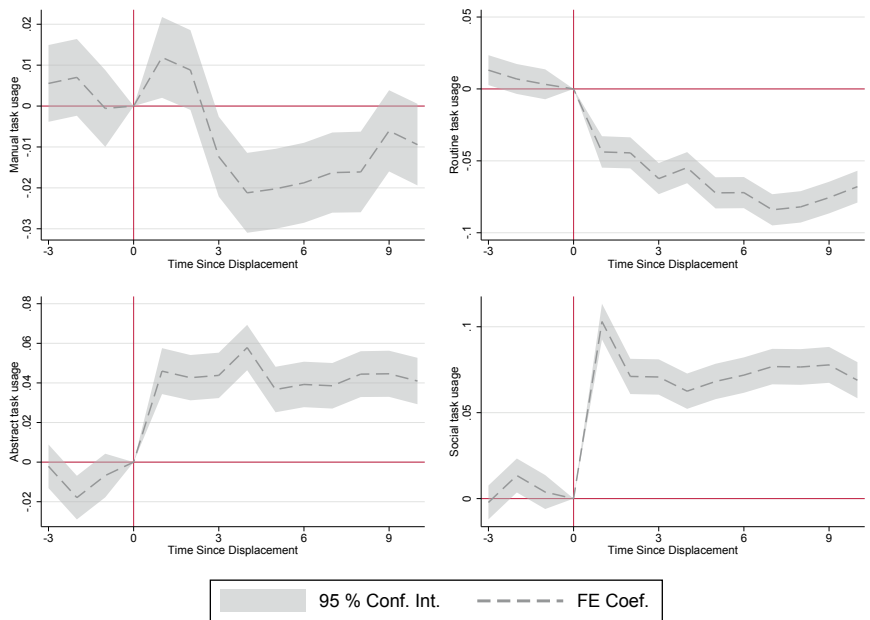 Manual task usage
.02
.01
0
-.01
-.02
-.03
-3 0 3 6 9
Time Since Displacement
Routine task usage
.05
0
-.05
-.1
-3 0 3 6 9
Time Since Displacement
Abstract task usage
.08
.06
.04
.02
0
-.02
-3 0 3 6 9
Time Since Displacement
Social task usage
.1
.05
0
-3 0 3 6 9
Time Since Displacement
95 % Conf. Int. FE Coef.